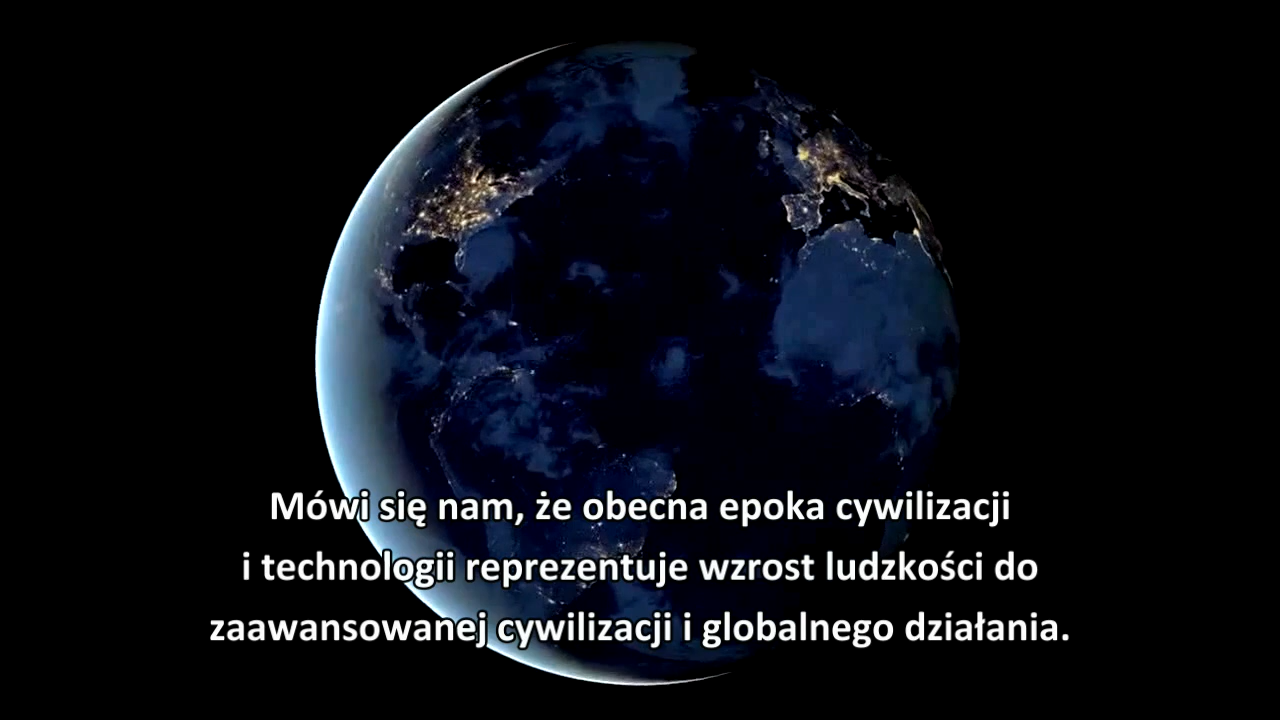 Mówi się nam, że obecna epoka cywilizacji
i technologii reprezentuje wzrost ludzkości do
zaawansowanej cywilizacji i globalnego działania.